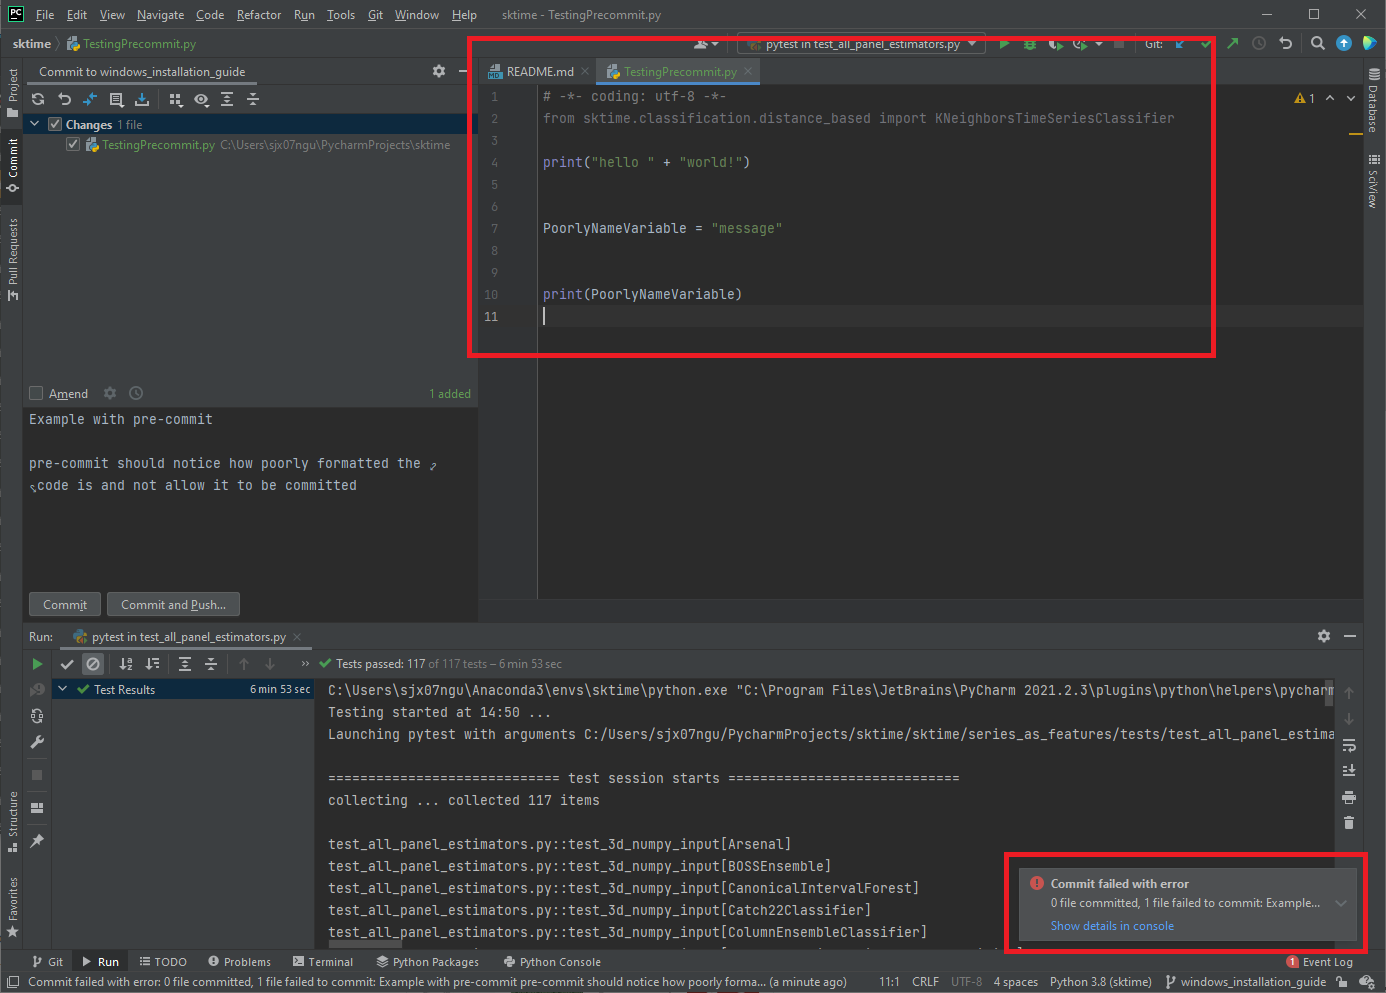 PC File Edit View Navigate Code Refactor Run Tools Git Window Help sktime - TestingPrecommit.py
sktime TestingPrecommit.py pytest in test_all_panel_estimators.py Git:
Commit to windows_installation_guide
README.md TestingPrecommit.py
Changes 1 file
TestingPrecommit.py C:\Users\sjx07ngu\PycharmProjects\sktime
1 # -*- coding: utf-8 -*-
2 from sktime.classification.distance_based import KNeighborsTimeSeriesClassifier
3
4 print("hello " + "world!")
5
6
7 PoorlyNameVariable = "message"
8
9
10 print(PoorlyNameVariable)
11
1
Project
Commit
Pull Requests
Structure
Favorites
Database
SciView
Amend 1 added
Example with pre-commit
pre-commit should notice how poorly formatted the
code is and not allow it to be committed
Commit Commit and Push...
Run: pytest in test_all_panel_estimators.py
Tests passed: 117 of 117 tests – 6 min 53 sec
Test Results 6 min 53 sec
C:\Users\sjx07ngu\Anaconda3\envs\sktime\python.exe "C:\Program Files\JetBrains\PyCharm 2021.2.3\plugins\python\helpers\pycharm
Testing started at 14:50 ...
Launching pytest with arguments C:/Users/sjx07ngu/PycharmProjects/sktime/sktime/series_as_features/tests/test_all_panel_estima
============================= test session starts =============================
collecting ... collected 117 items
test_all_panel_estimators.py::test_3d_numpy_input[Arsenal]
test_all_panel_estimators.py::test_3d_numpy_input[BOSSEnsemble]
test_all_panel_estimators.py::test_3d_numpy_input[CanonicalIntervalForest]
test_all_panel_estimators.py::test_3d_numpy_input[Catch22Classifier]
test_all_panel_estimators.py::test_3d_numpy_input[ColumnEnsembleClassifier]
Commit failed with error
0 file committed, 1 file failed to commit: Example...
Show details in console
Git Run TODO Problems Terminal Python Packages Python Console 1 Event Log
Commit failed with error: 0 file committed, 1 file failed to commit: Example with pre-commit pre-commit should notice how poorly forma... (a minute ago) 11:1 CRLF UTF-8 4 spaces Python 3.8 (sktime) windows_installation_guide